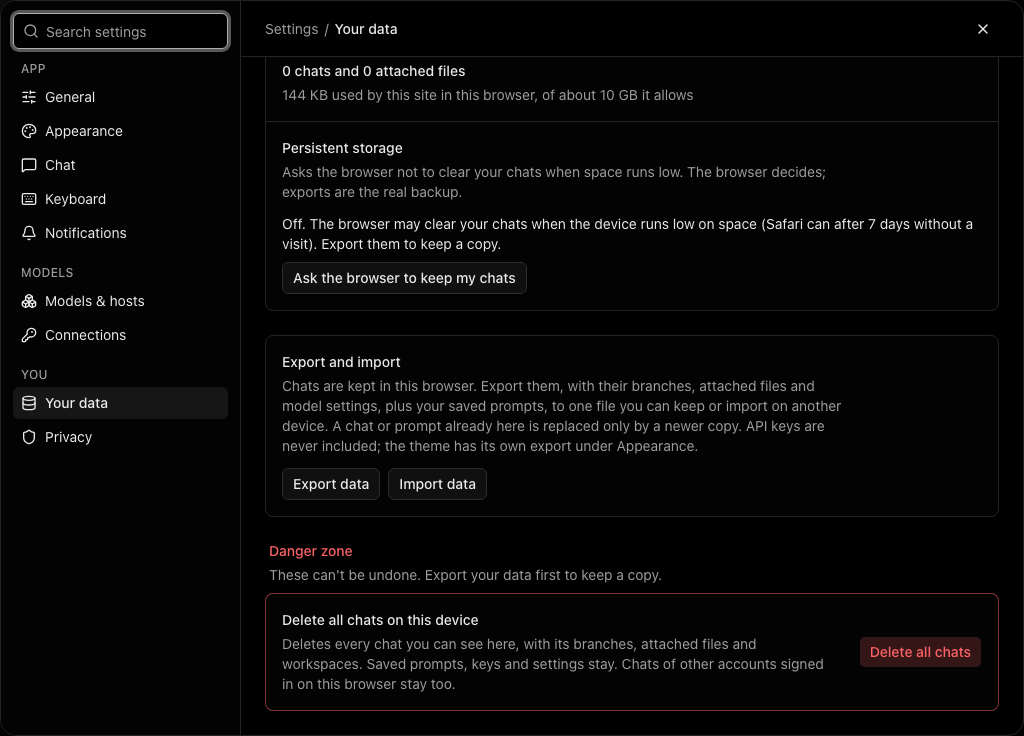 Search settings
APP
General
Appearance
Chat
Keyboard
Notifications
MODELS
Models & hosts
Connections
YOU
Your data
Privacy
Settings / Your data
0 chats and 0 attached files
144 KB used by this site in this browser, of about 10 GB it allows
Persistent storage
Asks the browser not to clear your chats when space runs low. The browser decides;
exports are the real backup.
Off. The browser may clear your chats when the device runs low on space (Safari can after 7 days without a
visit). Export them to keep a copy.
Ask the browser to keep my chats
Export and import
Chats are kept in this browser. Export them, with their branches, attached files and
model settings, plus your saved prompts, to one file you can keep or import on another
device. A chat or prompt already here is replaced only by a newer copy. API keys are
never included; the theme has its own export under Appearance.
Export data
Import data
Danger zone
These can't be undone. Export your data first to keep a copy.
Delete all chats on this device
Deletes every chat you can see here, with its branches, attached files and
workspaces. Saved prompts, keys and settings stay. Chats of other accounts signed
in on this browser stay too.
Delete all chats